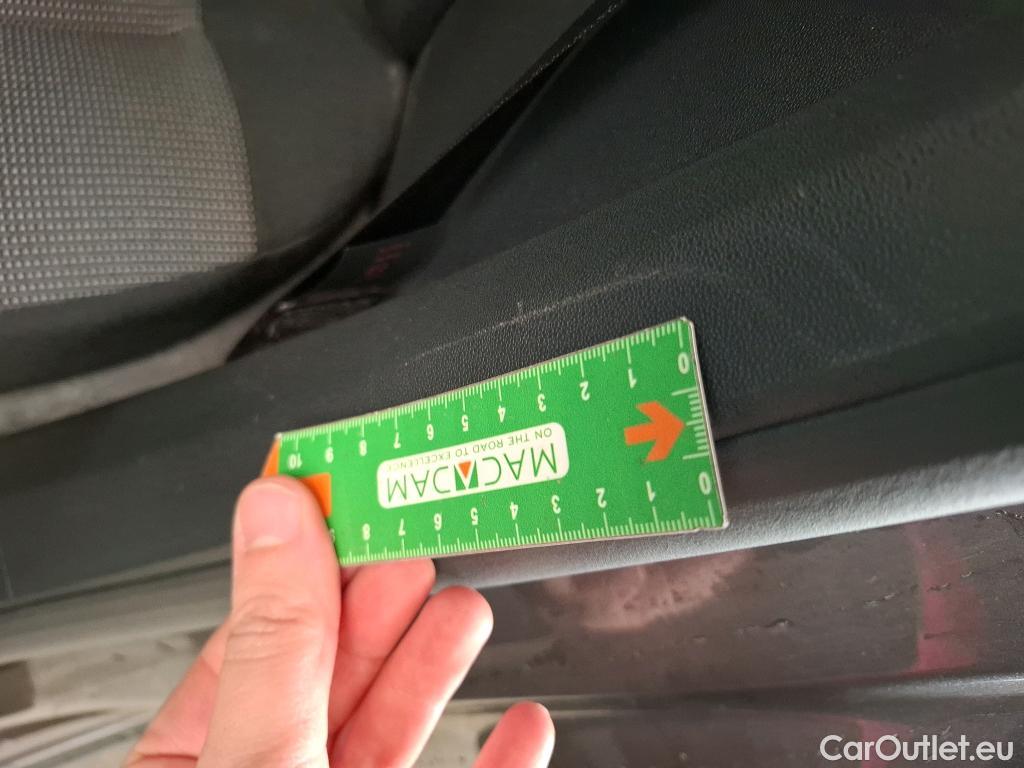 0 1 2 3 4 5 6 7 8 9 10
MACADAM
ON THE ROAD TO EXCELLENCE
0 1 2 3 4 5 6 7 8
CarOutlet.eu